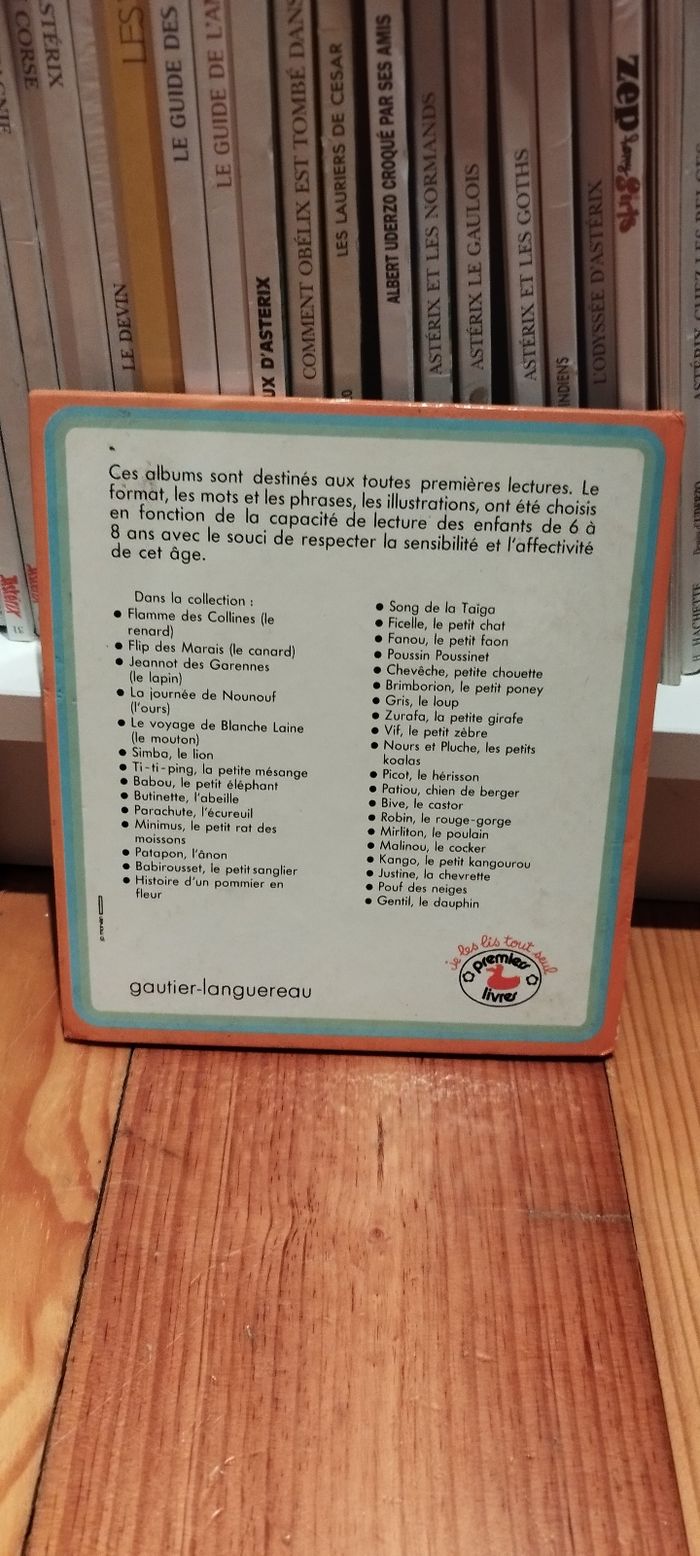 CORSE
ASTÉRIX
LE DEVIN
LES
LE GUIDE DES
LE GUIDE DE L'A
UX D'ASTERIX
COMMENT OBÉLIX EST TOMBÉ DANS
LES LAURIERS DE CESAR
ALBERT UDERZO CROQUÉ PAR SES AMIS
ASTÉRIX ET LES NORMANDS
ASTÉRIX LE GAULOIS
ASTÉRIX ET LES GOTHS
INDIENS
L'ODYSSÉE D'ASTÉRIX
zep
Happy girls
Ces albums sont destinés aux toutes premières lectures. Le
format, les mots et les phrases, les illustrations, ont été choisis
en fonction de la capacité de lecture des enfants de 6 à
8 ans avec le souci de respecter la sensibilité et l'affectivité
de cet âge.
Dans la collection :
• Flamme des Collines (le
renard)
• Flip des Marais (le canard)
• Jeannot des Garennes
(le lapin)
• La journée de Nounouf
(l'ours)
• Le voyage de Blanche Laine
(le mouton)
• Simba, le lion
• Ti-ti-ping, la petite mésange
• Babou, le petit éléphant
• Butinette, l'abeille
• Parachute, l'écureuil
• Minimus, le petit rat des
moissons
• Patapon, l'ânon
• Babirousset, le petit sanglier
• Histoire d'un pommier en
fleur
• Song de la Taïga
• Ficelle, le petit chat
• Fanou, le petit faon
• Poussin Poussinet
• Chevêche, petite chouette
• Brimborion, le petit poney
• Gris, le loup
• Zurafa, la petite girafe
• Vif, le petit zèbre
• Nours et Pluche, les petits
koalas
• Picot, le hérisson
• Patiou, chien de berger
• Bive, le castor
• Robin, le rouge-gorge
• Mirliton, le poulain
• Malinou, le cocker
• Kango, le petit kangourou
• Justine, la chevrette
• Pouf des neiges
• Gentil, le dauphin
gautier-languereau
je les lis tout seul
premiers
livres
Astérix
31
HACHETTE